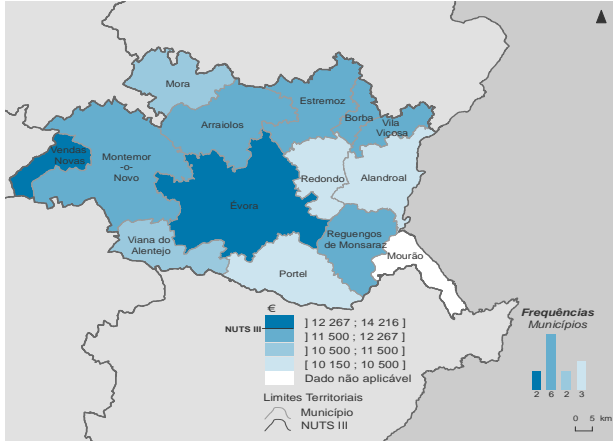 Mora
Estremoz
Borba
Arraiolos
Vila
Viçosa
Vendas
Novas
Montemor
-o-
Novo
Redondo
Alandroal
Évora
Viana do
Alentejo
Reguengos
de Monsaraz
Mourão
Portel
€
NUTS III
] 12 267 ; 14 216 ]
] 11 500 ; 12 267 ]
] 10 500 ; 11 500 ]
[ 10 150 ; 10 500 ]
Dado não aplicável
Limites Territoriais
Município
NUTS III
Frequências
Municípios
2 6 2 3
0 5 km